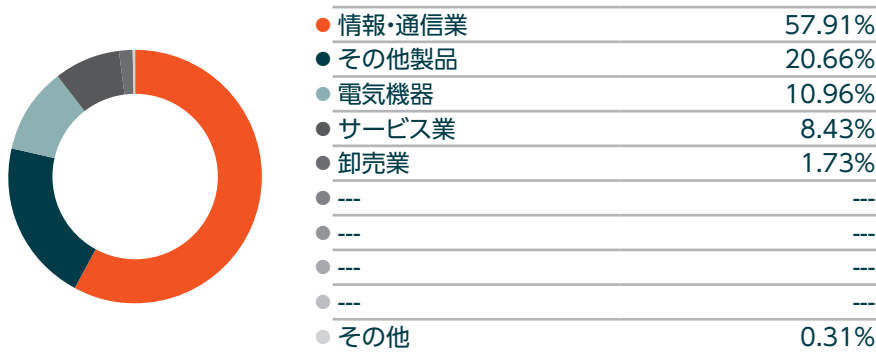 情報・通信業 57.91%
その他製品 20.66%
電気機器 10.96%
サービス業 8.43%
卸売業 1.73%
--- ---
--- ---
--- ---
--- ---
その他 0.31%